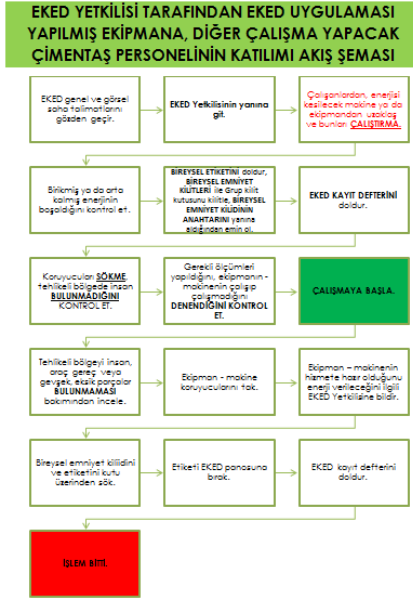 EKED YETKİLİSİ TARAFINDAN EKED UYGULAMASI
YAPILMIŞ EKİPMANA, DİĞER ÇALIŞMA YAPACAK
ÇİMENTAŞ PERSONELİNİN KATILIMI AKIŞ ŞEMASI
EKED genel ve görsel
saha talimatlarını
gözden geçir.
EKED Yetkilisinin yanına
git.
Çalışanlardan, enerjisi
kesilecek makine ya da
ekipmandan uzaklaş
ve bunları ÇALIŞTIRMA.
Birikmiş ya da arta
kalmış enerjinin
boşaldığını kontrol et.
BİREYSEL ETİKETİNİ doldur,
BİREYSEL EMNİYET
KİLİTLERİ ile Grup kilit
kutusunu kilitle, BİREYSEL
EMNİYET KİLİDİNİN
ANAHTARINI yanına
aldığından emin ol.
EKED KAYIT DEFTERİNİ
doldur.
Koruyucuları SÖKME,
tehlikeli bölgede insan
BULUNMADIĞINI
KONTROL ET.
Gerekli ölçümleri
yapıldığını, ekipmanın -
makinenin çalışıp
çalışmadığını
DENENDİĞİNİ KONTROL
ET.
ÇALIŞMAYA BAŞLA.
Tehlikeli bölgeyi insan,
araç gereç veya
gevşek, eksik parçalar
BULUNMAMASI
bakımından incele.
Ekipman - makine
koruyucularını tak.
Ekipman – makinenin
hizmete hazır olduğunu
enerji verileceğini ilgili
EKED Yetkilisine bildir.
Bireysel emniyet kilidini
ve etiketini kutu
üzerinden sök.
Etiketi EKED panosuna
bırak.
EKED kayıt defterini
doldur.
İŞLEM BİTTİ.